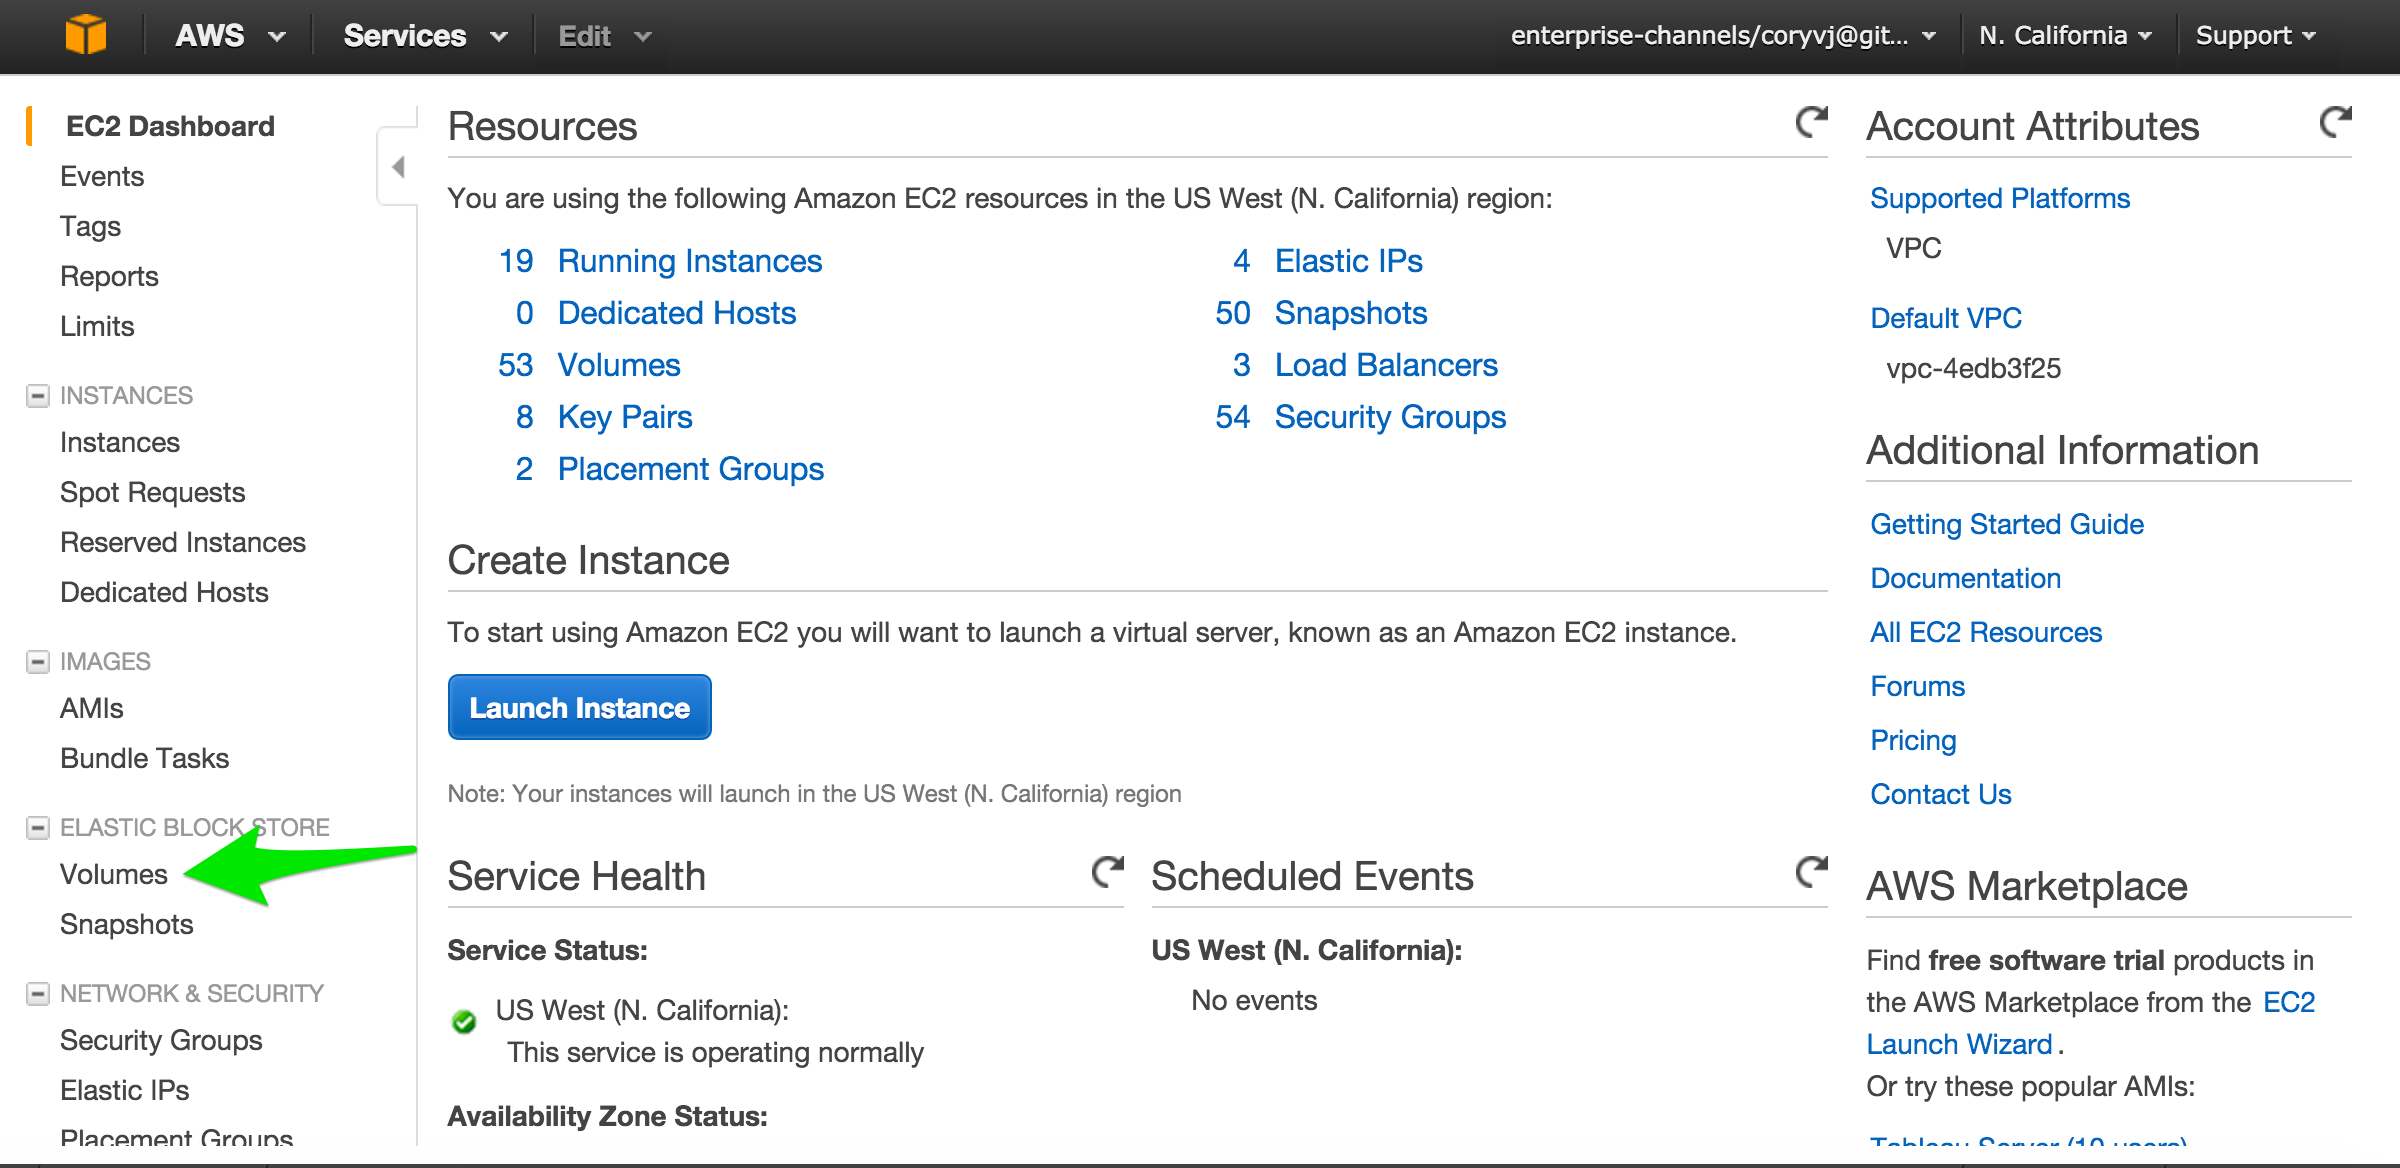 AWS Services Edit enterprise-channels/coryvj@git... N. California Support
EC2 Dashboard
Events
Tags
Reports
Limits
INSTANCES
Instances
Spot Requests
Reserved Instances
Dedicated Hosts
IMAGES
AMIs
Bundle Tasks
ELASTIC BLOCK STORE
Volumes
Snapshots
NETWORK & SECURITY
Security Groups
Elastic IPs
Placement Groups
Resources
You are using the following Amazon EC2 resources in the US West (N. California) region:
19 Running Instances
0 Dedicated Hosts
53 Volumes
8 Key Pairs
2 Placement Groups
4 Elastic IPs
50 Snapshots
3 Load Balancers
54 Security Groups
Create Instance
To start using Amazon EC2 you will want to launch a virtual server, known as an Amazon EC2 instance.
Launch Instance
Note: Your instances will launch in the US West (N. California) region
Service Health
Service Status:
US West (N. California):
This service is operating normally
Availability Zone Status:
Scheduled Events
US West (N. California):
No events
Account Attributes
Supported Platforms
VPC
Default VPC
vpc-4edb3f25
Additional Information
Getting Started Guide
Documentation
All EC2 Resources
Forums
Pricing
Contact Us
AWS Marketplace
Find free software trial products in
the AWS Marketplace from the EC2
Launch Wizard.
Or try these popular AMIs:
Tableau Server (10 users)